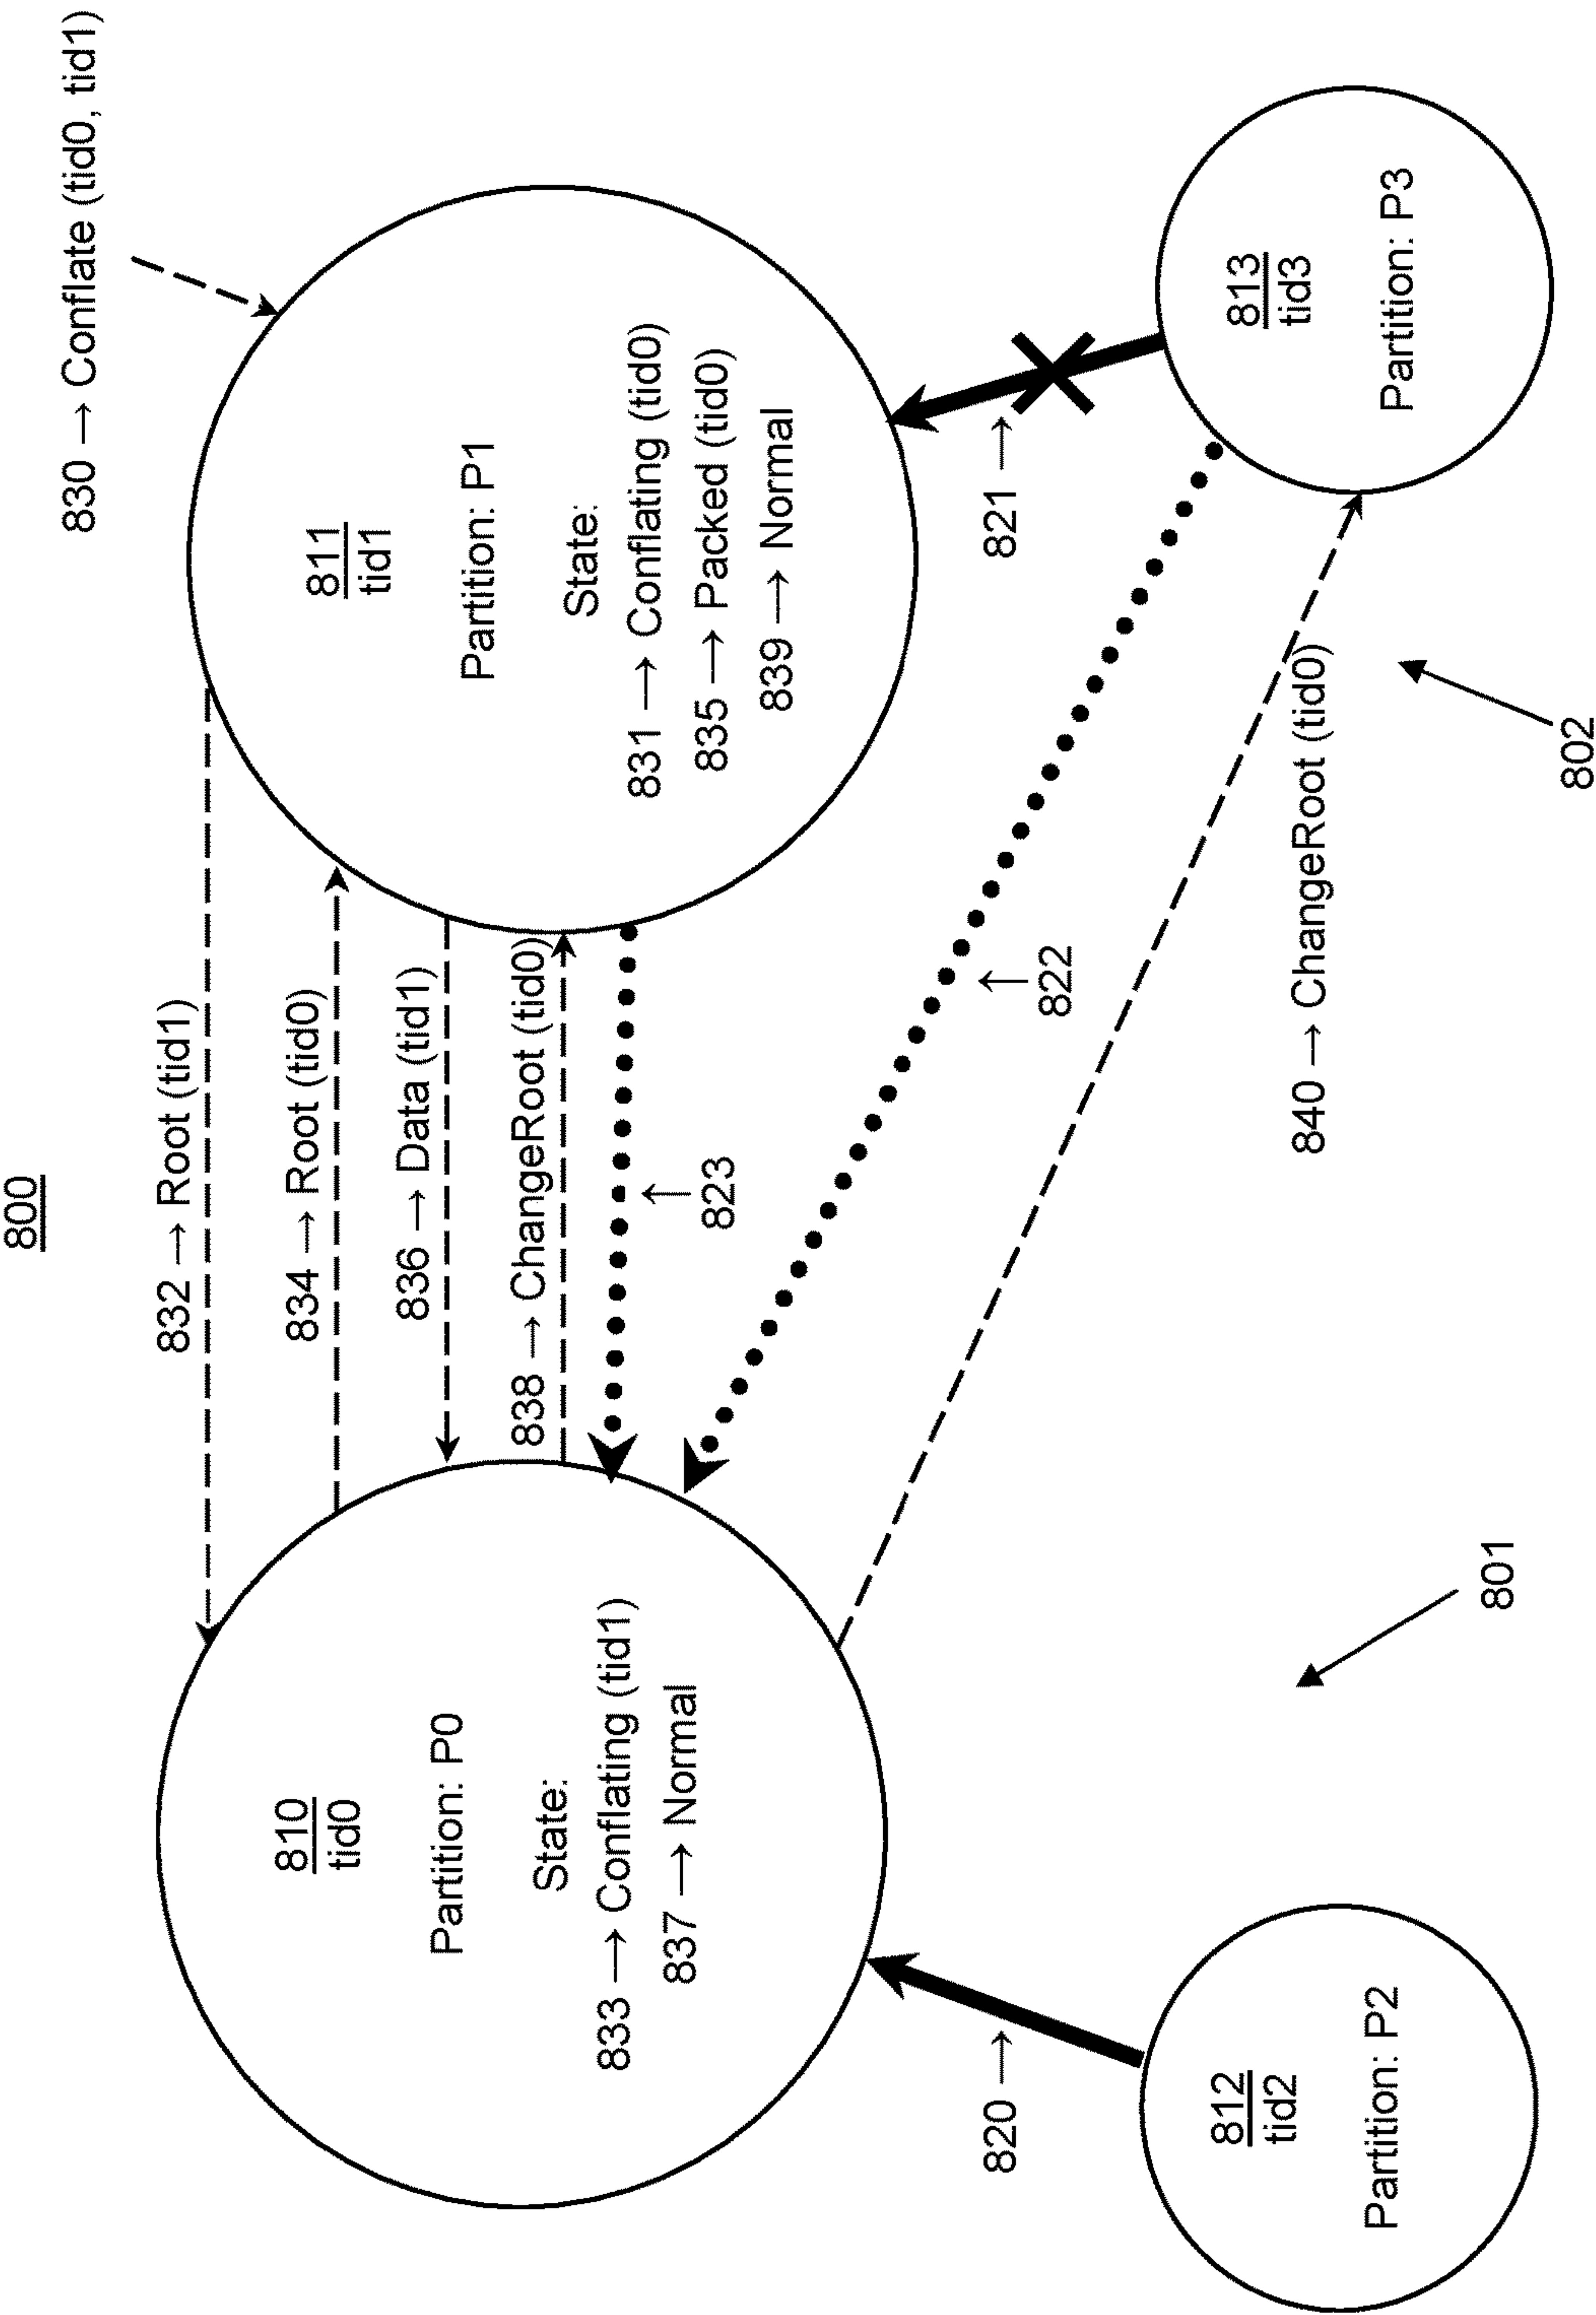 800
830 → Conflate (tid0, tid1)
832 → Root (tid1)
834 → Root (tid0)
836 → Data (tid1)
838 → ChangeRoot (tid0)
823
810
tid0
Partition: P0
State:
833 → Conflating (tid1)
837 → Normal
811
tid1
Partition: P1
State:
831 → Conflating (tid0)
835 → Packed (tid0)
839 → Normal
820 →
821 →
822
812
tid2
Partition: P2
813
tid3
Partition: P3
840 → ChangeRoot (tid0)
801
802